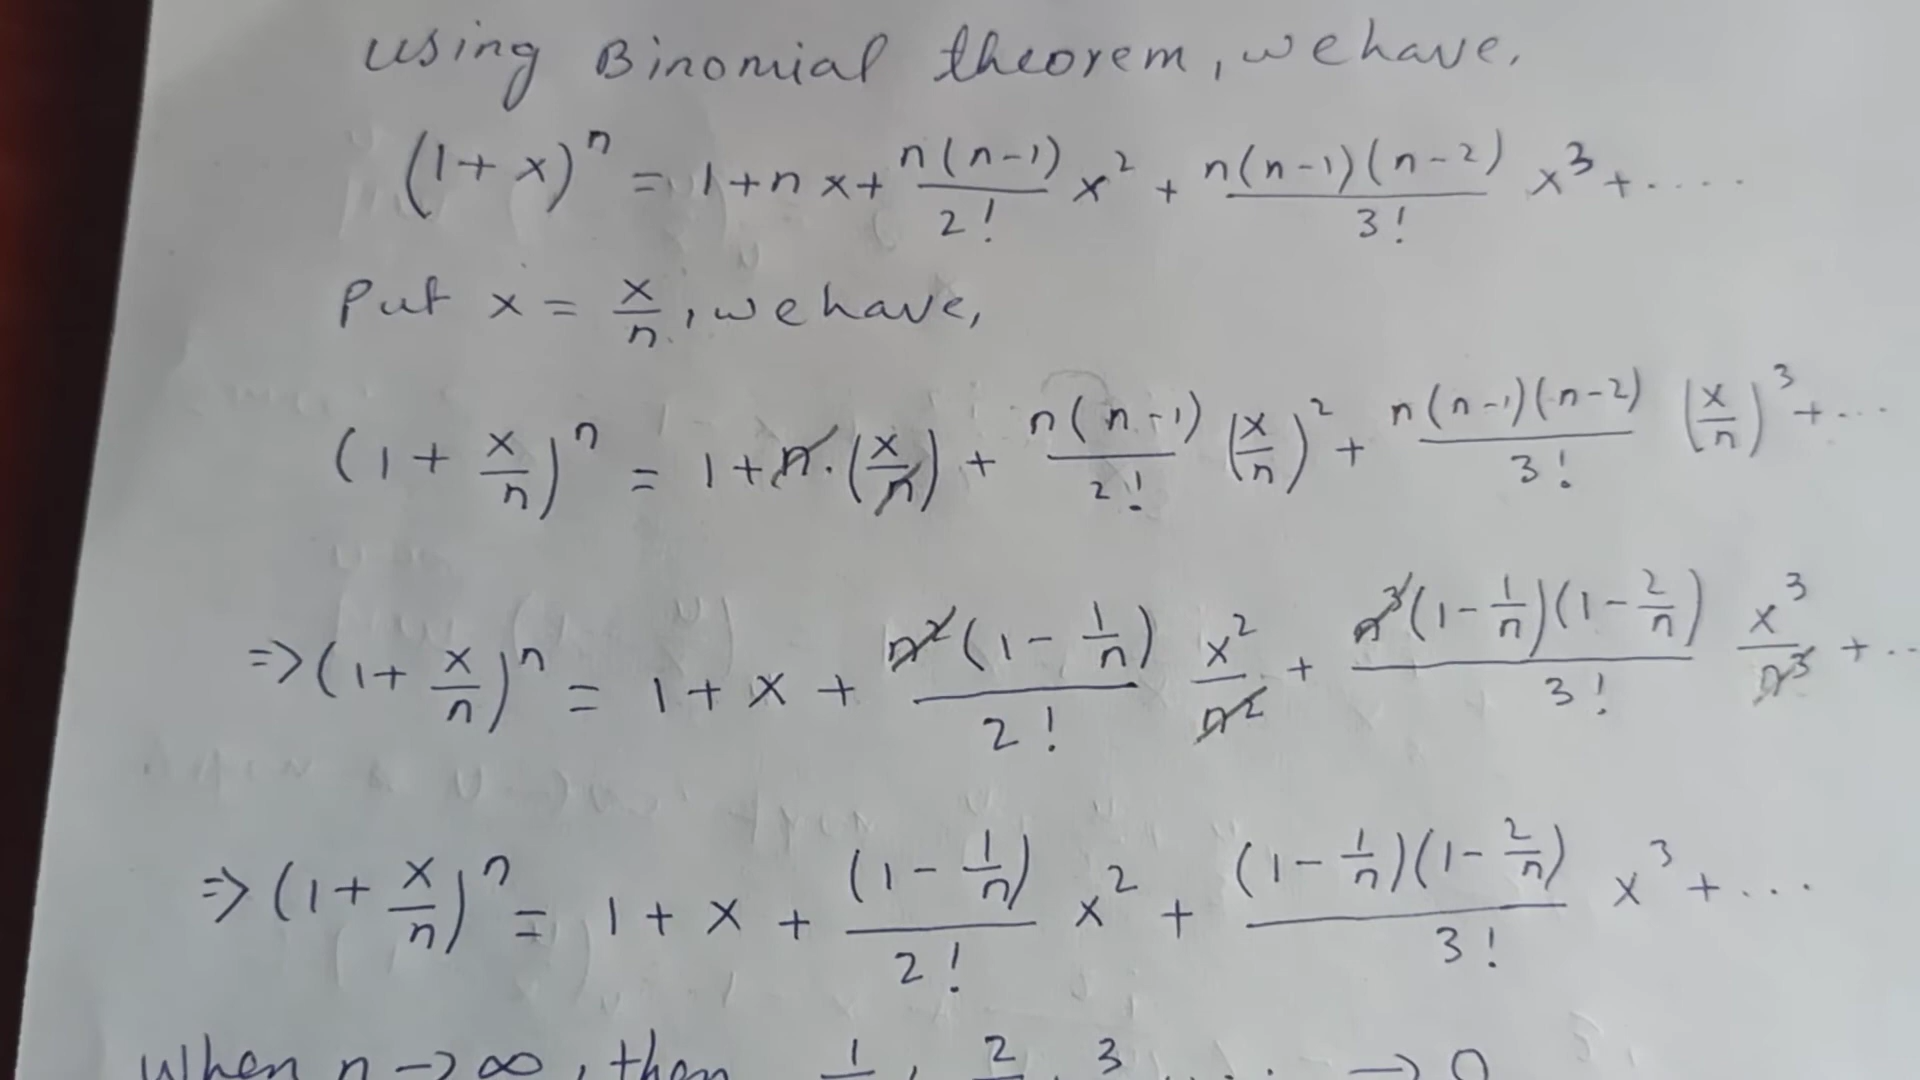 using Binomial theorem, we have,
(1+x)^n = 1+nx+ n(n-1)/2! x^2 + n(n-1)(n-2)/3! x^3 + .....
Put x = x/n, we have,
(1 + x/n)^n = 1 + n.(x/n) + n(n-1)/2! (x/n)^2 + n(n-1)(n-2)/3! (x/n)^3 + ...
=> (1 + x/n)^n = 1 + x + n^2(1 - 1/n)/2! x^2/n^2 + n^3(1 - 1/n)(1 - 2/n)/3! x^3/n^3 + ..
=> (1 + x/n)^n = 1 + x + (1 - 1/n)/2! x^2 + (1 - 1/n)(1 - 2/n)/3! x^3 + ...
When n → ∞, then 1 , 2 , 3 .... → 0